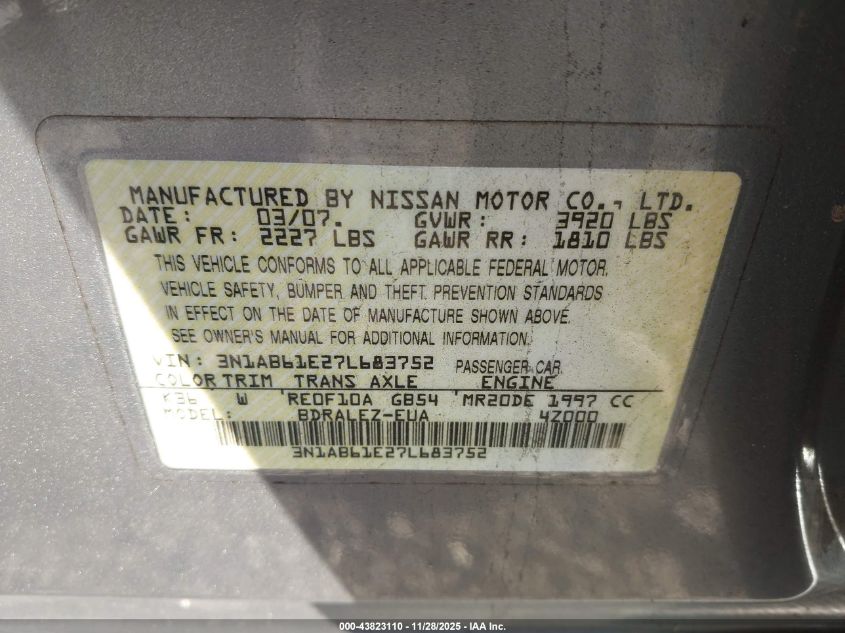 MANUFACTURED BY NISSAN MOTOR CO., LTD.
DATE: 03/07. GVWR: 3920 LBS
GAWR FR: 2227 LBS GAWR RR: 1810 LBS
THIS VEHICLE CONFORMS TO ALL APPLICABLE FEDERAL MOTOR
VEHICLE SAFETY, BUMPER AND THEFT PREVENTION STANDARDS
IN EFFECT ON THE DATE OF MANUFACTURE SHOWN ABOVE.
SEE OWNER'S MANUAL FOR ADDITIONAL INFORMATION.
VIN: 3N1AB61E27L683752 PASSENGER CAR
COLOR TRIM TRANS AXLE ENGINE
K36 W 'RE0F10A GB54 'MR20DE 1997 CC
MODEL: BDRALEZ-EUA 4Z000
3N1AB61E27L683752
000-43823110 - 11/28/2025 - IAA Inc.